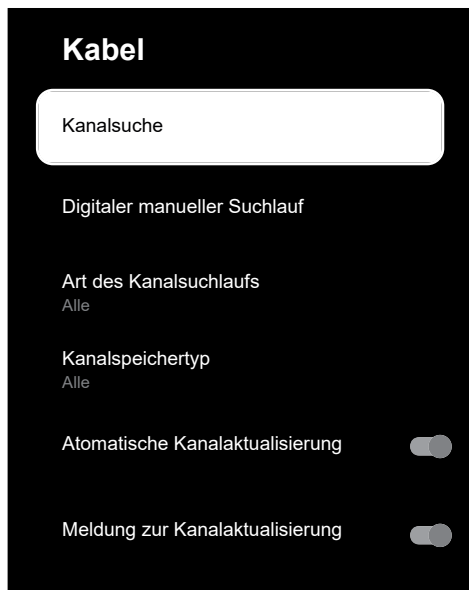 Kabel
Kanalsuche
Digitaler manueller Suchlauf
Art des Kanalsuchlaufs
Alle
Kanalspeichertyp
Alle
Atomatische Kanalaktualisierung
Meldung zur Kanalaktualisierung